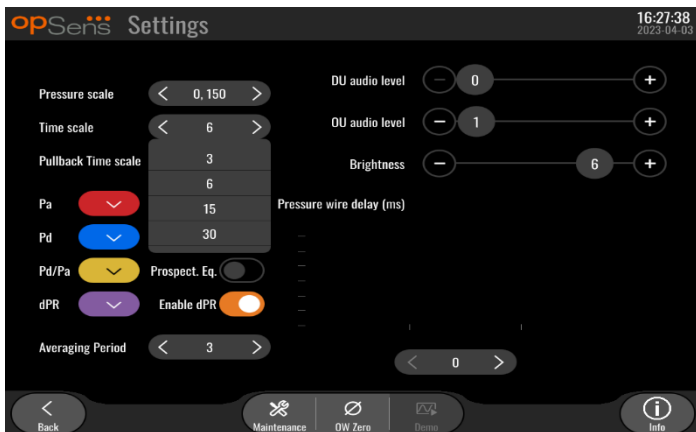 opSens Settings
16:27:38
2023-04-03
Pressure scale
0, 150
Time scale
6
Pullback Time scale
3
6
15
30
Pa
Pd
Pd/Pa
Prospect. Eq.
dPR
Enable dPR
Averaging Period
3
DU audio level
0
OU audio level
1
Brightness
6
Pressure wire delay (ms)
0
Back
Maintenance
OW Zero
Demo
Info